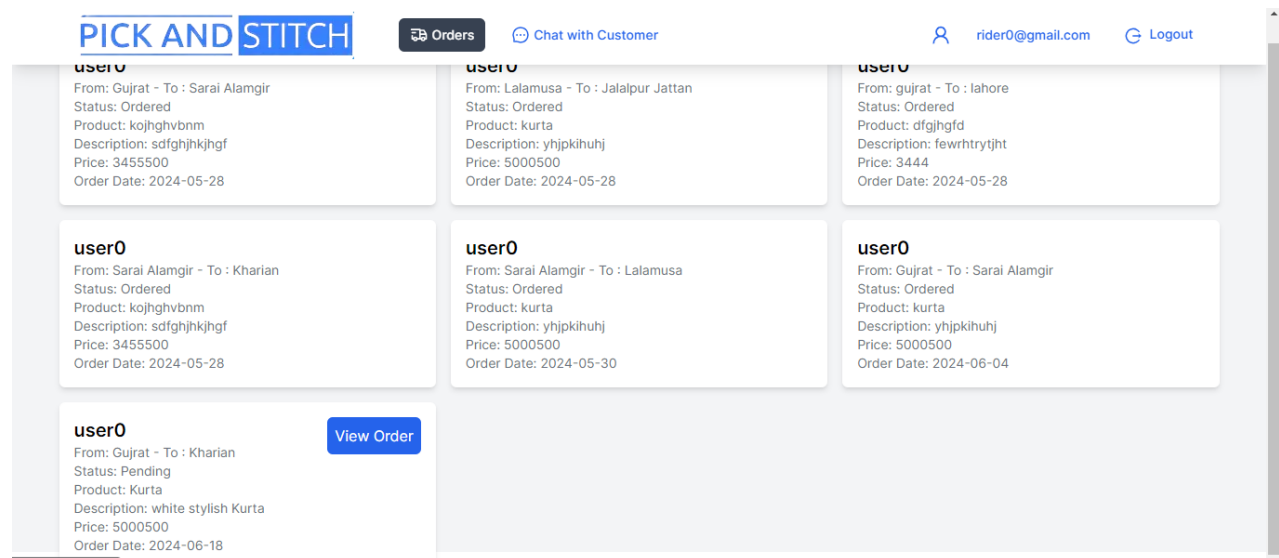 PICK AND STITCH
Orders
Chat with Customer
rider0@gmail.com
Logout
user0
From: Gujrat - To : Sarai Alamgir
Status: Ordered
Product: kojhghvbnm
Description: sdfghjhkjhgf
Price: 3455500
Order Date: 2024-05-28
user0
From: Lalamusa - To : Jalalpur Jattan
Status: Ordered
Product: kurta
Description: yhjpkihuhj
Price: 5000500
Order Date: 2024-05-28
user0
From: gujrat - To : lahore
Status: Ordered
Product: dfgjhgfd
Description: fewrhtrytjht
Price: 3444
Order Date: 2024-05-28
user0
From: Sarai Alamgir - To : Kharian
Status: Ordered
Product: kojhghvbnm
Description: sdfghjhkjhgf
Price: 3455500
Order Date: 2024-05-28
user0
From: Sarai Alamgir - To : Lalamusa
Status: Ordered
Product: kurta
Description: yhjpkihuhj
Price: 5000500
Order Date: 2024-05-30
user0
From: Gujrat - To : Sarai Alamgir
Status: Ordered
Product: kurta
Description: yhjpkihuhj
Price: 5000500
Order Date: 2024-06-04
user0
View Order
From: Gujrat - To : Kharian
Status: Pending
Product: Kurta
Description: white stylish Kurta
Price: 5000500
Order Date: 2024-06-18